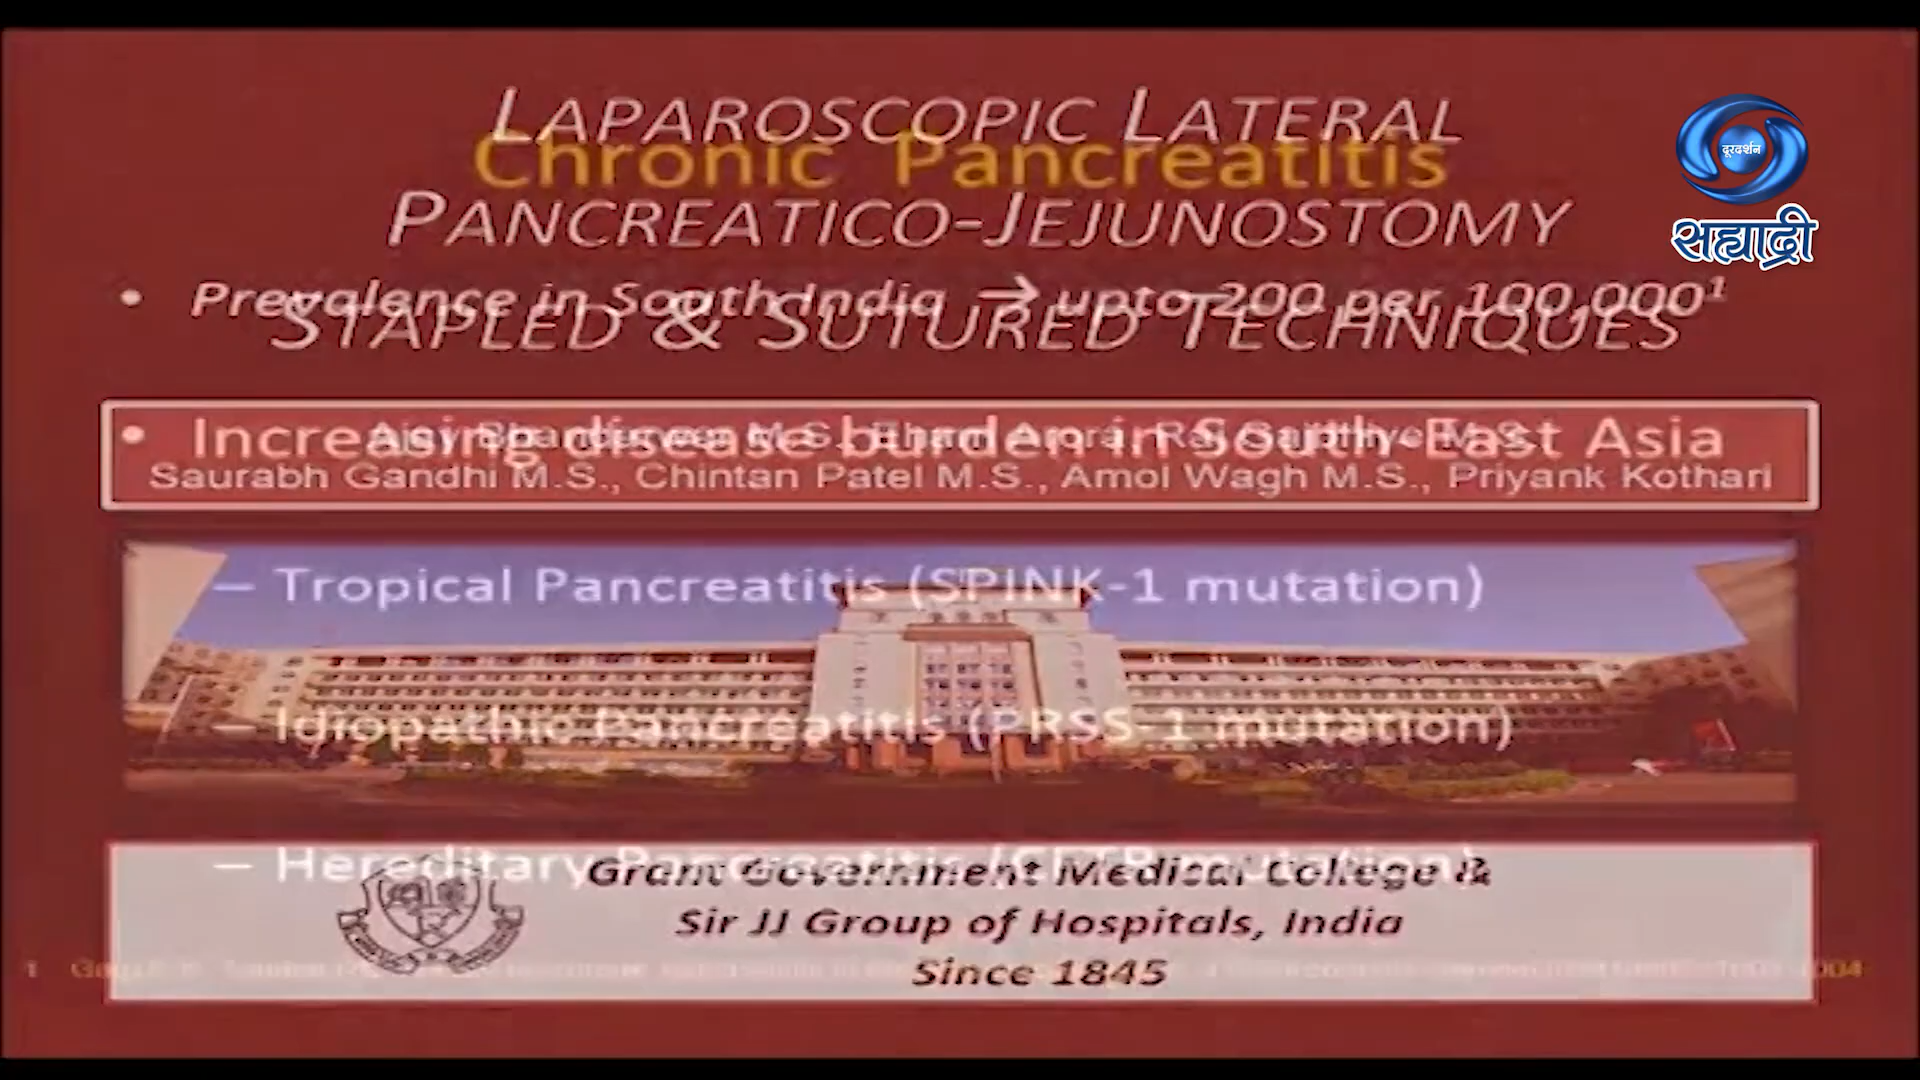 LAPAROSCOPIC LATERAL
Chronic Pancreatitis
PANCREATICO-JEJUNOSTOMY
• Prevalence in South India → upto 200 per 100,000¹
STAPLED & SUTURED TECHNIQUES
• Increasing disease burden in South-East Asia
Saurabh Gandhi M.S., Chintan Patel M.S., Amol Wagh M.S., Priyank Kothari
– Tropical Pancreatitis (SPINK-1 mutation)
– Idiopathic Pancreatitis (PRSS-1 mutation)
– Hereditary Pancreatitis (CFTR mutation)
Grant Government Medical College &
Sir JJ Group of Hospitals, India
Since 1845
दूरदर्शन
सह्याद्री